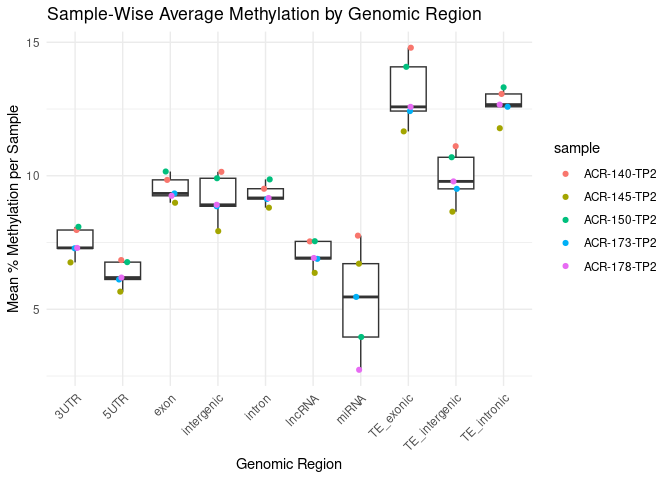 Sample-Wise Average Methylation by Genomic Region
Mean % Methylation per Sample
15
10
5
3UTR
5UTR
exon
intergenic
intron
lncRNA
miRNA
TE_exonic
TE_intergenic
TE_intronic
Genomic Region
sample
ACR-140-TP2
ACR-145-TP2
ACR-150-TP2
ACR-173-TP2
ACR-178-TP2